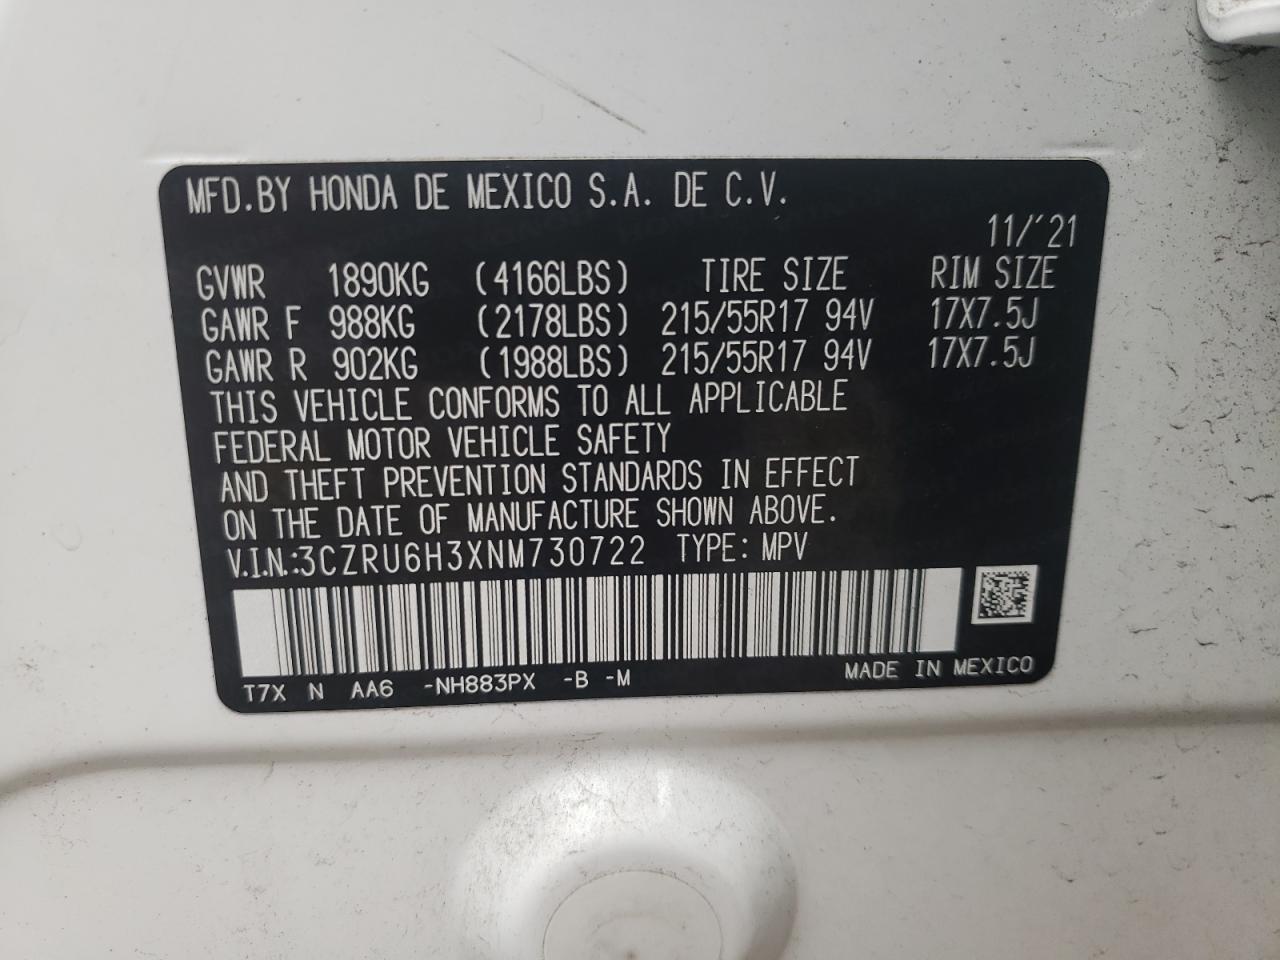 MFD.BY HONDA DE MEXICO S.A. DE C.V.
11/'21
GVWR 1890KG (4166LBS) TIRE SIZE RIM SIZE
GAWR F 988KG (2178LBS) 215/55R17 94V 17X7.5J
GAWR R 902KG (1988LBS) 215/55R17 94V 17X7.5J
THIS VEHICLE CONFORMS TO ALL APPLICABLE
FEDERAL MOTOR VEHICLE SAFETY
AND THEFT PREVENTION STANDARDS IN EFFECT
ON THE DATE OF MANUFACTURE SHOWN ABOVE.
V.I.N.:3CZRU6H3XNM730722 TYPE: MPV
T7X N AA6 -NH883PX -B -M MADE IN MEXICO